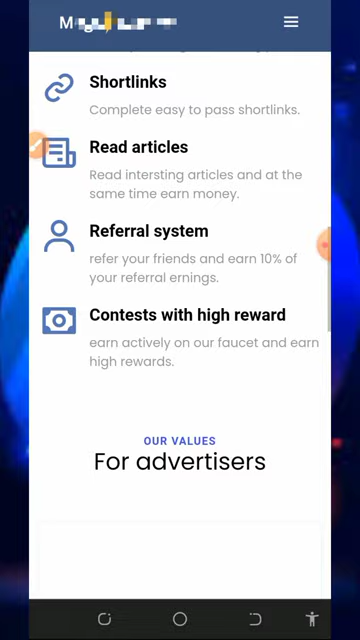 Shortlinks
Complete easy to pass shortlinks.
Read articles
Read intersting articles and at the
same time earn money.
Referral system
refer your friends and earn 10% of
your referral ernings.
Contests with high reward
earn actively on our faucet and earn
high rewards.
OUR VALUES
For advertisers